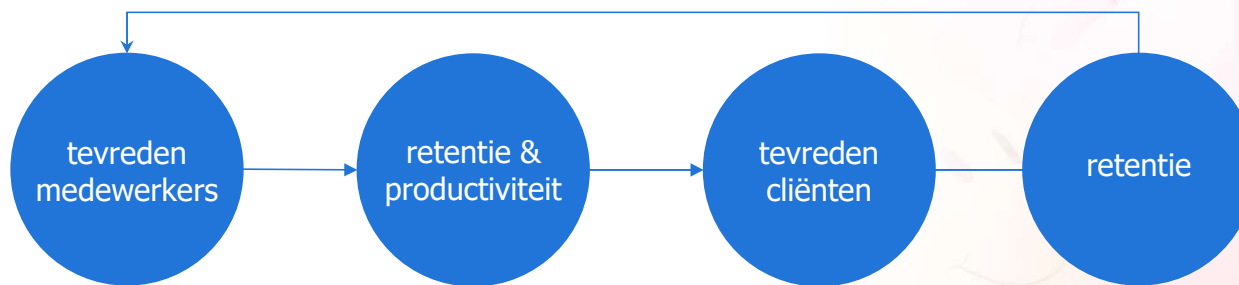 tevreden
medewerkers
retentie &
productiviteit
tevreden
cliënten
retentie